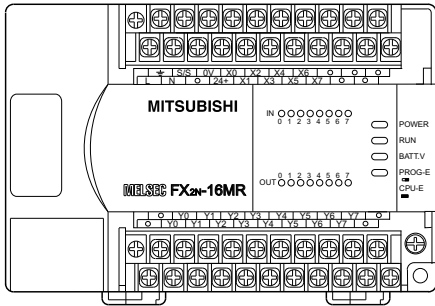 ⏚ S/S 0V X0 X2 X4 X6
L N 24+ X1 X3 X5 X7
MITSUBISHI
IN
0 1 2 3 4 5 6 7
POWER
RUN
BATT.V
PROG-E
CPU-E
MELSEC FX2N-16MR
OUT
0 1 2 3 4 5 6 7
Y0 Y1 Y2 Y3 Y4 Y5 Y6 Y7
Y0 Y1 Y2 Y3 Y4 Y5 Y6 Y7